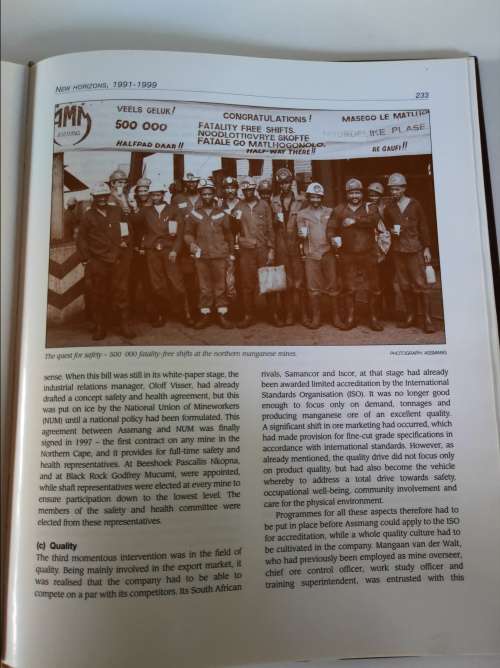 NEW HORIZONS, 1991-1999
233
AMM
VEELS GELUK!
CONGRATULATIONS!
MASEGO LE MATLHO
500 000
FATALITY FREE SHIFTS.
NOODLOTTIGVRYE SKOFTE
FATALE GO MATLHOGONOLO.
NOORDELIKE PLASE
HALFPAD DAAR!!
HALF-WAY THERE!!
RE GAUFI!!
The quest for safety – 500 000 fatality-free shifts at the northern manganese mines.
PHOTOGRAPH: ASSMANG
sense. When this bill was still in its white-paper stage, the
industrial relations manager, Oloff Visser, had already
drafted a concept safety and health agreement, but this
was put on ice by the National Union of Mineworkers
(NUM) until a national policy had been formulated. This
agreement between Assmang and NUM was finally
signed in 1997 – the first contract on any mine in the
Northern Cape, and it provides for full-time safety and
health representatives. At Beeshoek Pascallis Nkopna,
and at Black Rock Godfrey Mucumi, were appointed,
while shaft representatives were elected at every mine to
ensure participation down to the lowest level. The
members of the safety and health committee were
elected from these representatives.
(c) Quality
The third momentous intervention was in the field of
quality. Being mainly involved in the export market, it
was realised that the company had to be able to
compete on a par with its competitors. Its South African
rivals, Samancor and Iscor, at that stage had already
been awarded limited accreditation by the International
Standards Organisation (ISO). It was no longer good
enough to focus only on demand, tonnages and
producing manganese ore of an excellent quality.
A significant shift in ore marketing had occurred, which
had made provision for fine-cut grade specifications in
accordance with international standards. However, as
already mentioned, the quality drive did not focus only
on product quality, but had also become the vehicle
whereby to address a total drive towards safety,
occupational well-being, community involvement and
care for the physical environment.
Programmes for all these aspects therefore had to
be put in place before Assmang could apply to the ISO
for accreditation, while a whole quality culture had to
be cultivated in the company. Mangaan van der Walt,
who had previously been employed as mine overseer,
chief ore control officer, work study officer and
training superintendent, was entrusted with this